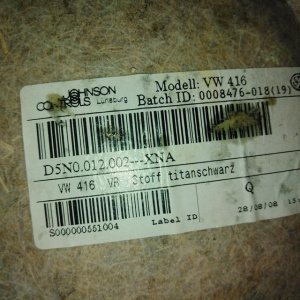 JOHNSON
CONTROLS Lüneburg
Modell: VW 416
Batch ID: 0008476-018(19)
D5N0.012.002---XNA
VW 416 VR Stoff titanschwarz
Q
S000000551004
Label ID
28/08/08